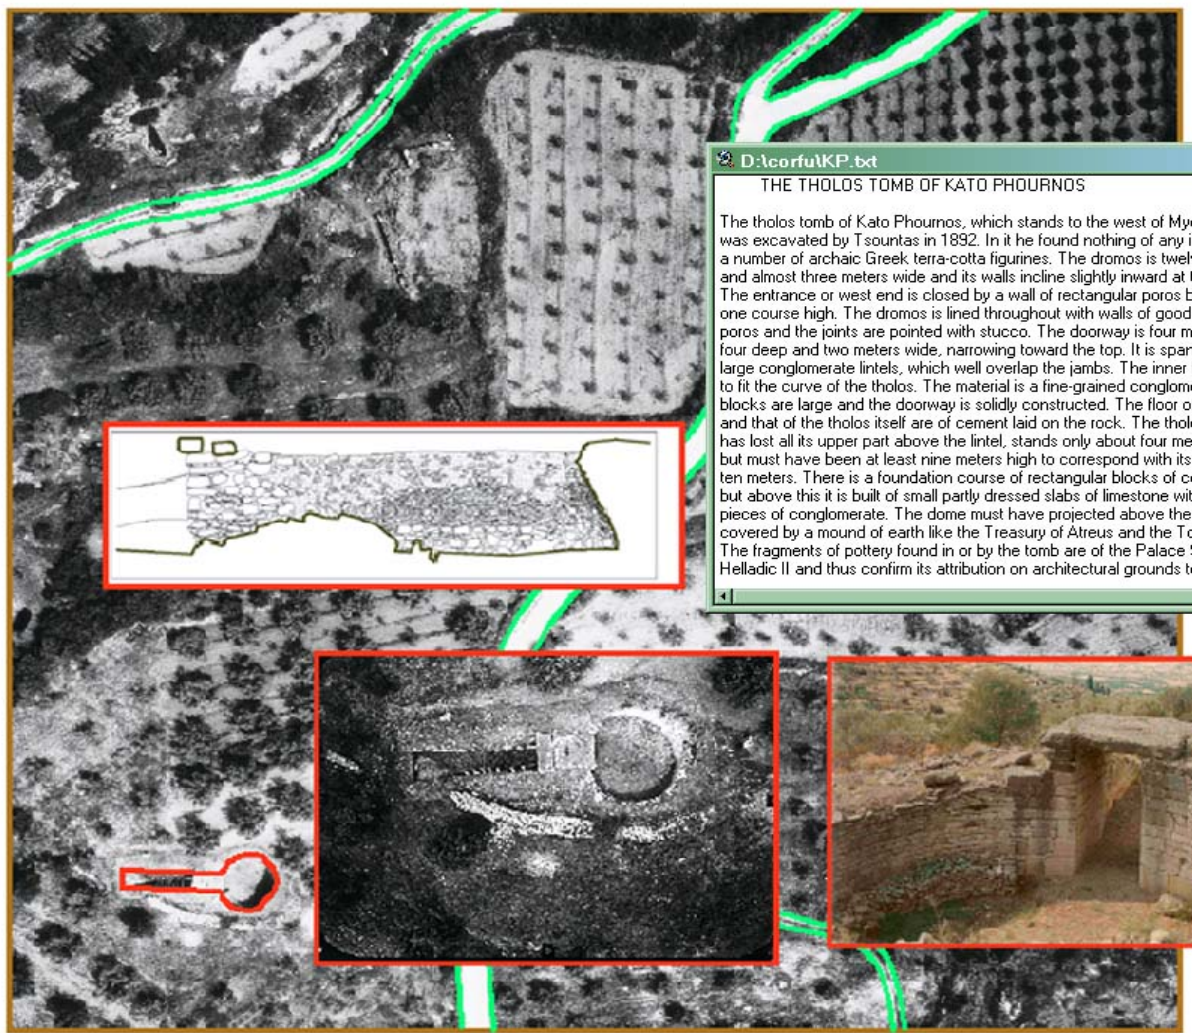 D:\corfu\KP.txt
THE THOLOS TOMB OF KATO PHOURNOS
The tholos tomb of Kato Phournos, which stands to the west of
was excavated by Tsountas in 1892. In it he found nothing of any
a number of archaic Greek terra-cotta figurines. The dromos is
and almost three meters wide and its walls incline slightly inward at
The entrance or west end is closed by a wall of rectangular poros
one course high. The dromos is lined throughout with walls of good
poros and the joints are pointed with stucco. The doorway is four
four deep and two meters wide, narrowing toward the top. It is
large conglomerate lintels, which well overlap the jambs. The inner
to fit the curve of the tholos. The material is a fine-grained
blocks are large and the doorway is solidly constructed. The floor
and that of the tholos itself are of cement laid on the rock. The
has lost all its upper part above the lintel, stands only about four
but must have been at least nine meters high to correspond with its
ten meters. There is a foundation course of rectangular blocks of
but above this it is built of small partly dressed slabs of limestone
pieces of conglomerate. The dome must have projected above the
covered by a mound of earth like the Treasury of Atreus and the
The fragments of pottery found in or by the tomb are of the Palace
Helladic II and thus confirm its attribution on architectural grounds